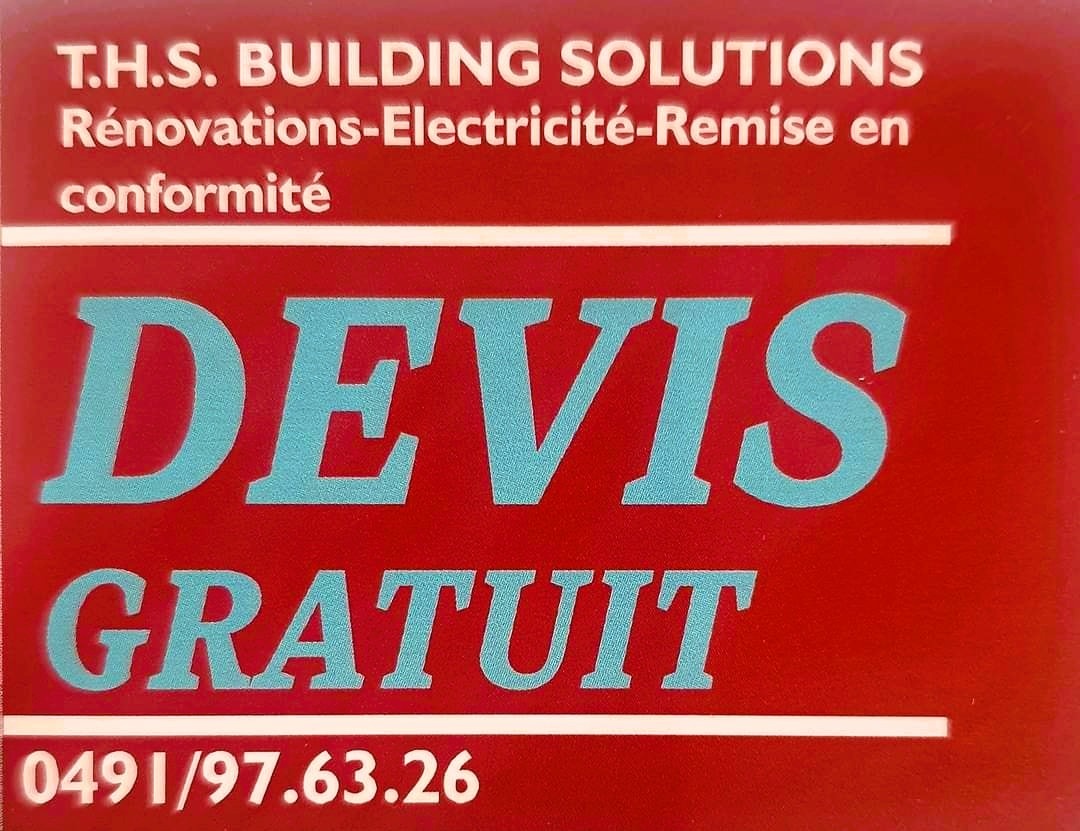 T.H.S. BUILDING SOLUTIONS
Rénovations-Electricité-Remise en
conformité
DEVIS
GRATUIT
0491/97.63.26